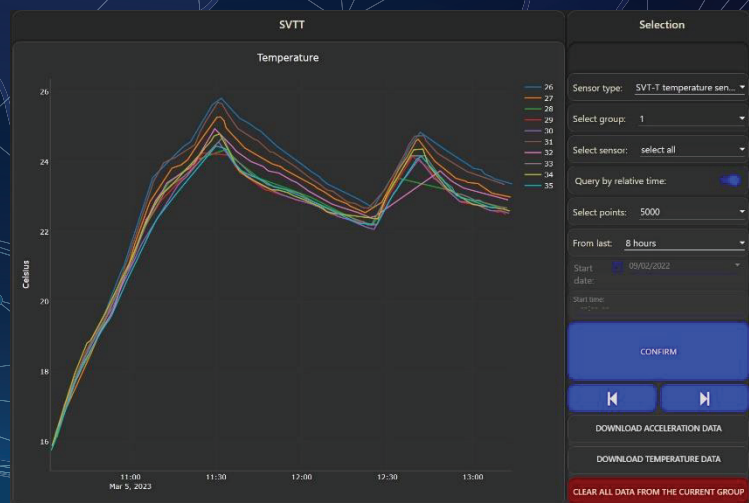 SVTT
Temperature
26
24
22
20
18
16
Celsius
11:00
Mar 5, 2023
11:30
12:00
12:30
13:00
26
27
28
29
30
31
32
33
34
35
Selection
Sensor type: SVT-T temperature sen...
Select group: 1
Select sensor: select all
Query by relative time:
Select points: 5000
From last: 8 hours
Start date: 09/02/2022
Start time:
CONFIRM
DOWNLOAD ACCELERATION DATA
DOWNLOAD TEMPERATURE DATA
CLEAR ALL DATA FROM THE CURRENT GROUP